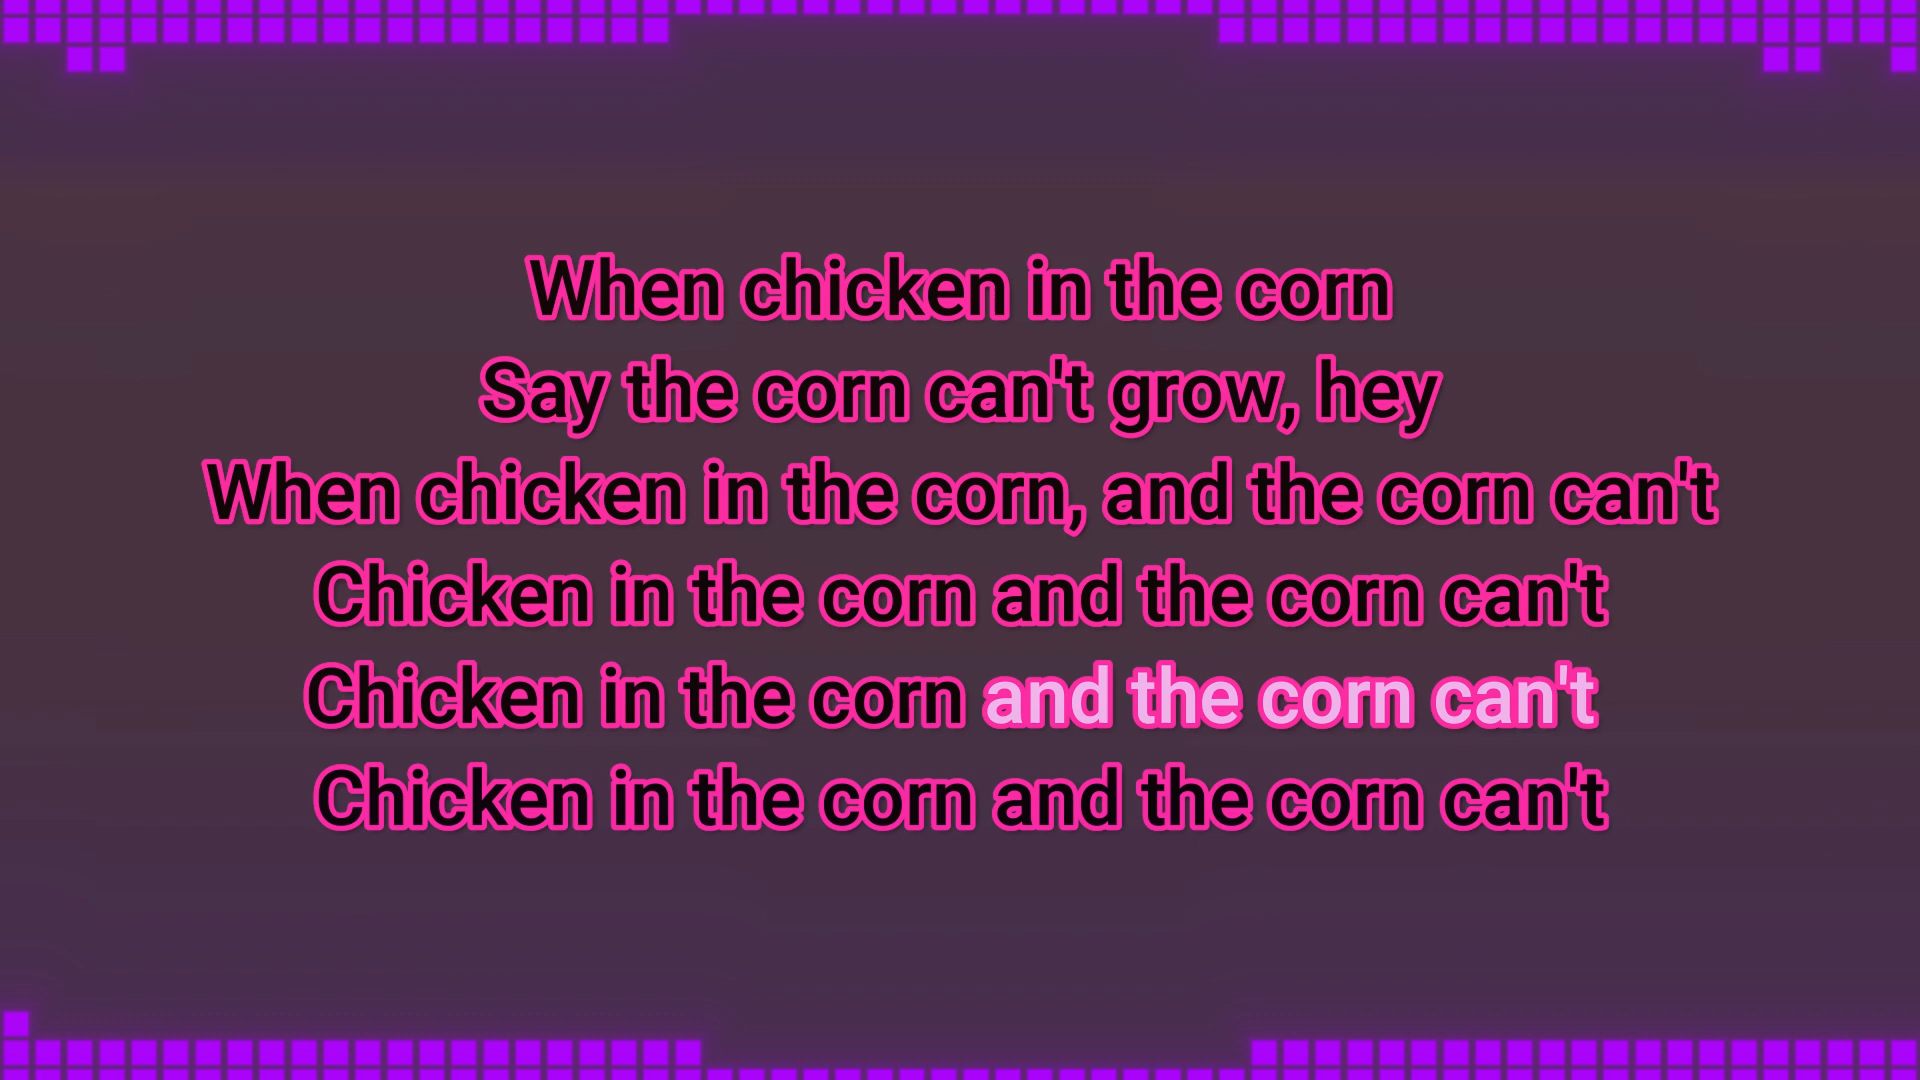 When chicken in the corn
Say the corn can't grow, hey
When chicken in the corn, and the corn can't
Chicken in the corn and the corn can't
Chicken in the corn and the corn can't
Chicken in the corn and the corn can't